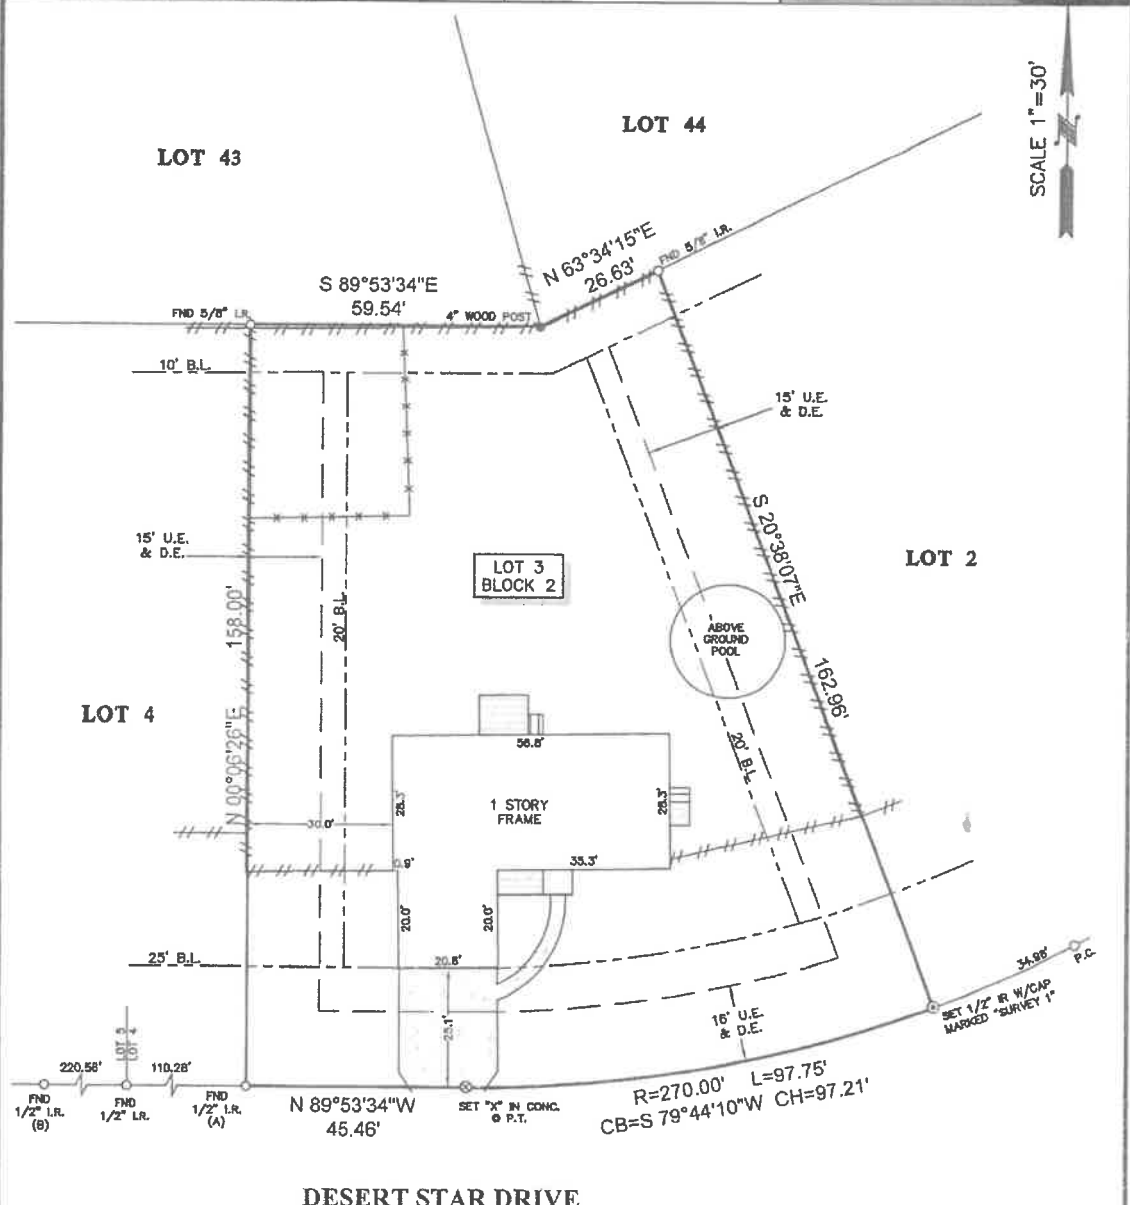 LOT 44
LOT 43
SCALE 1"=30'
N 63°34'15"E
26.63'
FND 5/8" I.R.
S 89°53'34"E
59.54'
FND 5/8" I.R.
4" WOOD POST
10' B.L.
15' U.E.
& D.E.
15' U.E.
& D.E.
S 20°38'07"E
162.96'
LOT 2
LOT 3
BLOCK 2
158.00'
N 00°06'26"E
20' B.L.
ABOVE
GROUND
POOL
LOT 4
20' B.L.
56.8'
28.3'
1 STORY
FRAME
28.3'
30.0'
0.9'
35.3'
20.0'
20.0'
25' B.L.
20.8'
25.1'
16' U.E.
& D.E.
34.98'
P.C.
SET 1/2" IR W/CAP
MARKED "SURVEY 1"
LOT 5
LOT 4
220.58'
110.28'
FND
1/2" I.R.
(B)
FND
1/2" I.R.
FND
1/2" I.R.
(A)
N 89°53'34"W
45.46'
SET "X" IN CONC.
@ P.T.
R=270.00' L=97.75'
CB=S 79°44'10"W CH=97.21'
DESERT STAR DRIVE